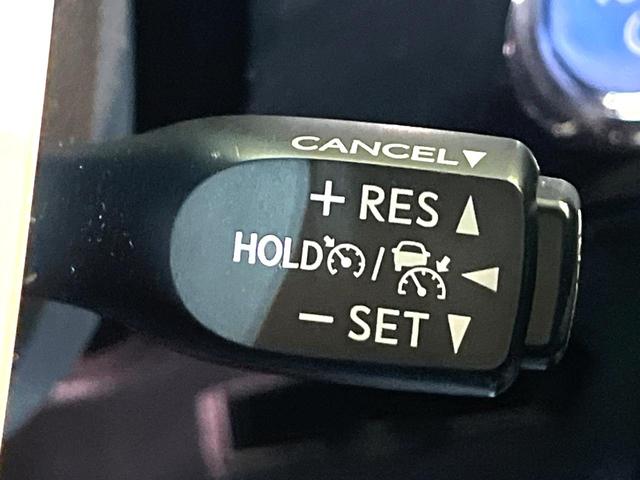 CANCEL▼
+ RES ▲
HOLD / ◀
− SET ▼